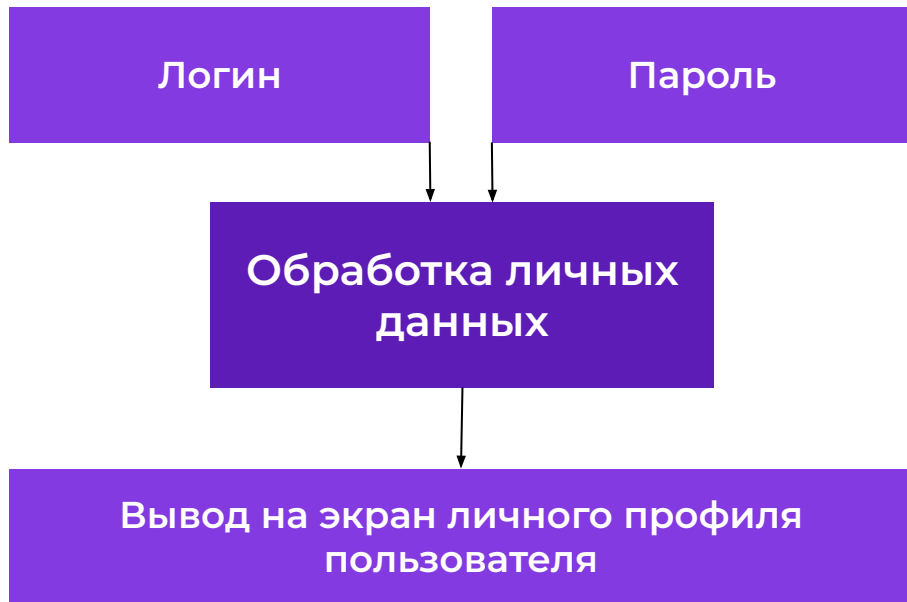 Логин
Пароль
Обработка личных
данных
Вывод на экран личного профиля
пользователя